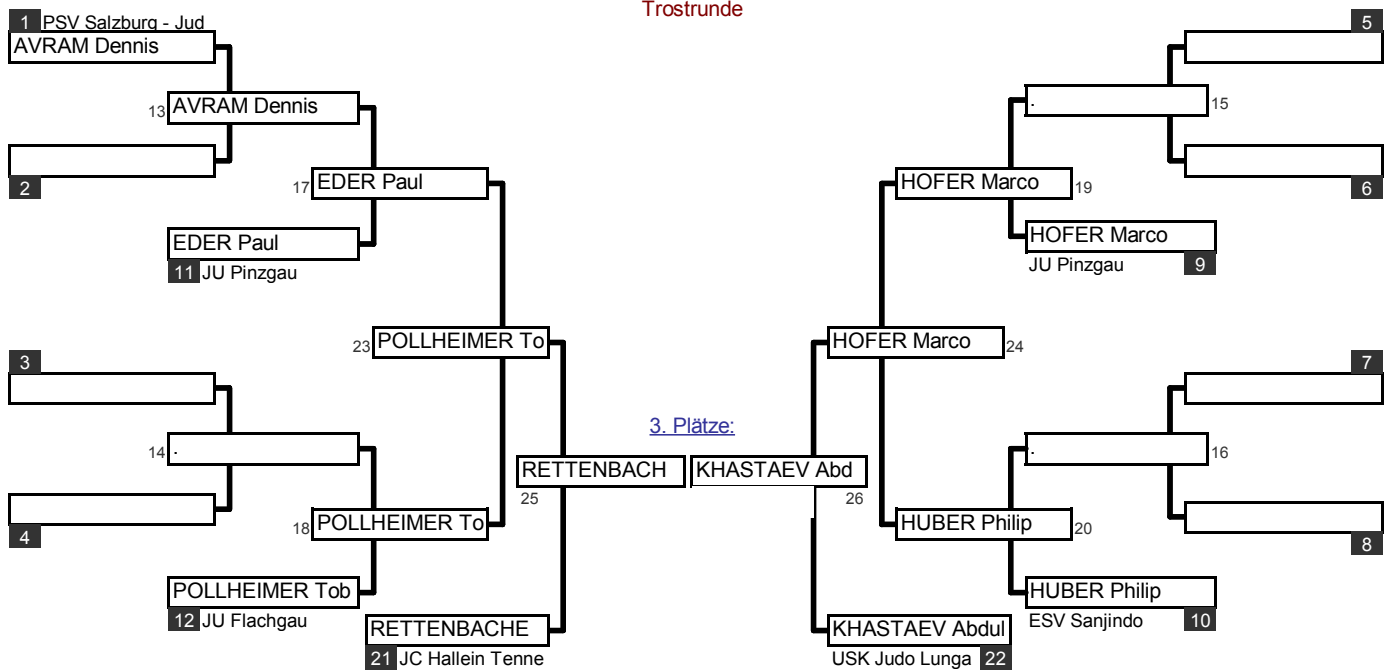 Trostrunde
1 PSV Salzburg - Jud
AVRAM Dennis
13 AVRAM Dennis
2
17 EDER Paul
EDER Paul
11 JU Pinzgau
23 POLLHEIMER To
3
14 .
4
18 POLLHEIMER To
POLLHEIMER Tob
12 JU Flachgau
RETTENBACH
25
RETTENBACHE
21 JC Hallein Tenne
3. Plätze:
5
. 15
6
HOFER Marco 19
HOFER Marco
JU Pinzgau 9
HOFER Marco 24
7
. 16
8
KHASTAEV Abd
26
HUBER Philip 20
HUBER Philip
ESV Sanjindo 10
KHASTAEV Abdul
USK Judo Lunga 22